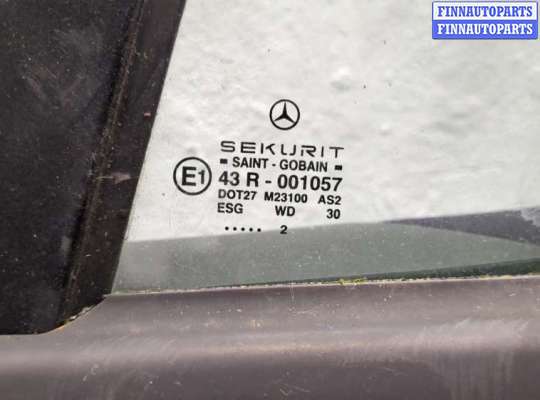 FINNAUTOPARTS
FINNAUTOPARTS
SEKURIT
SAINT-GOBAIN
E1 43 R-001057
DOT27 M23100 AS2
ESG WD 30
..... 2